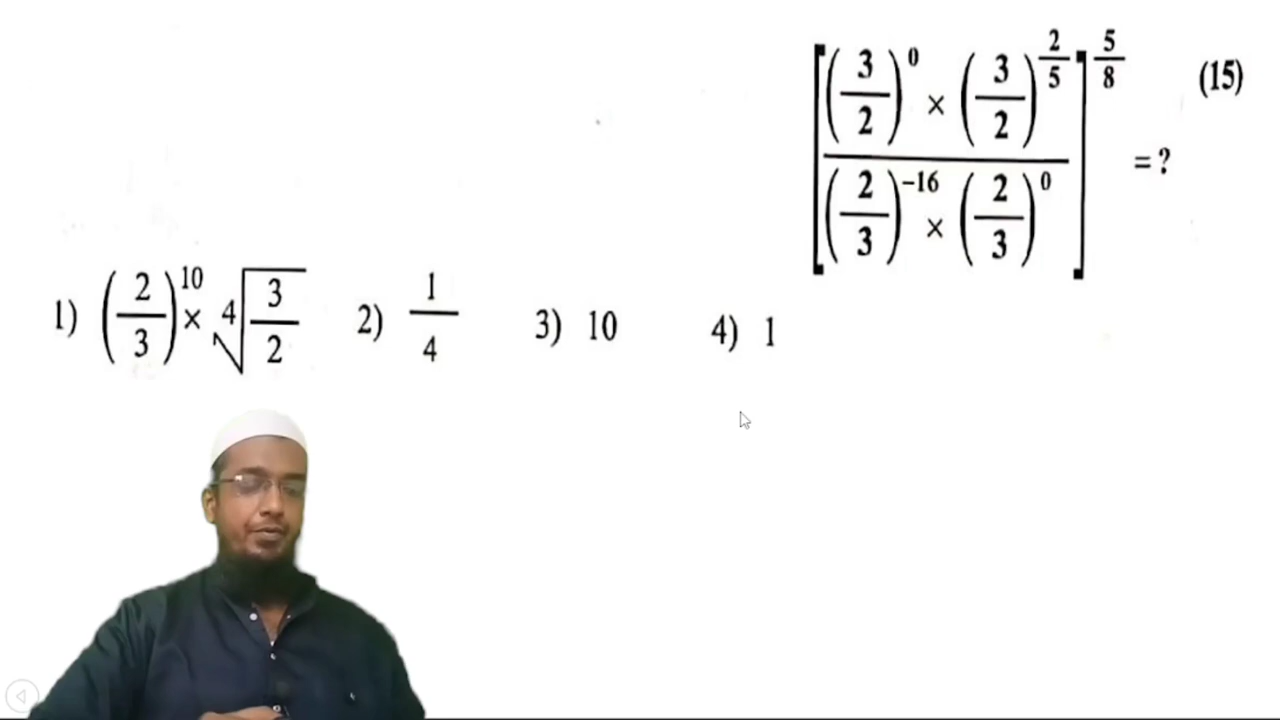 (15) [((3/2)^0 × (3/2)^(2/5)) / ((2/3)^(−16) × (2/3)^0)]^(5/8) = ?
1) (2/3)^10 × ∜(3/2) 2) 1/4 3) 10 4) 1